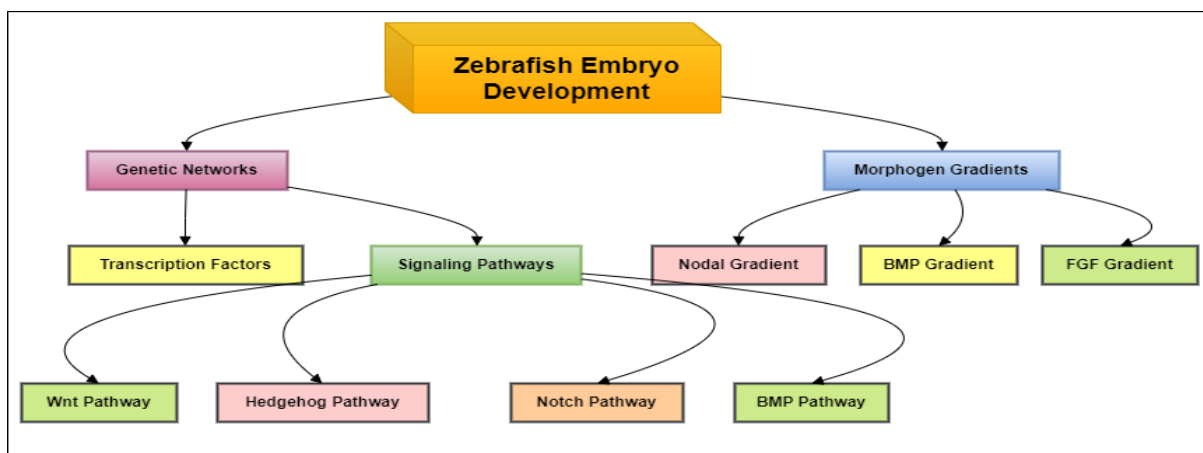 Zebrafish Embryo
Development
Genetic Networks
Morphogen Gradients
Transcription Factors
Signaling Pathways
Nodal Gradient
BMP Gradient
FGF Gradient
Wnt Pathway
Hedgehog Pathway
Notch Pathway
BMP Pathway